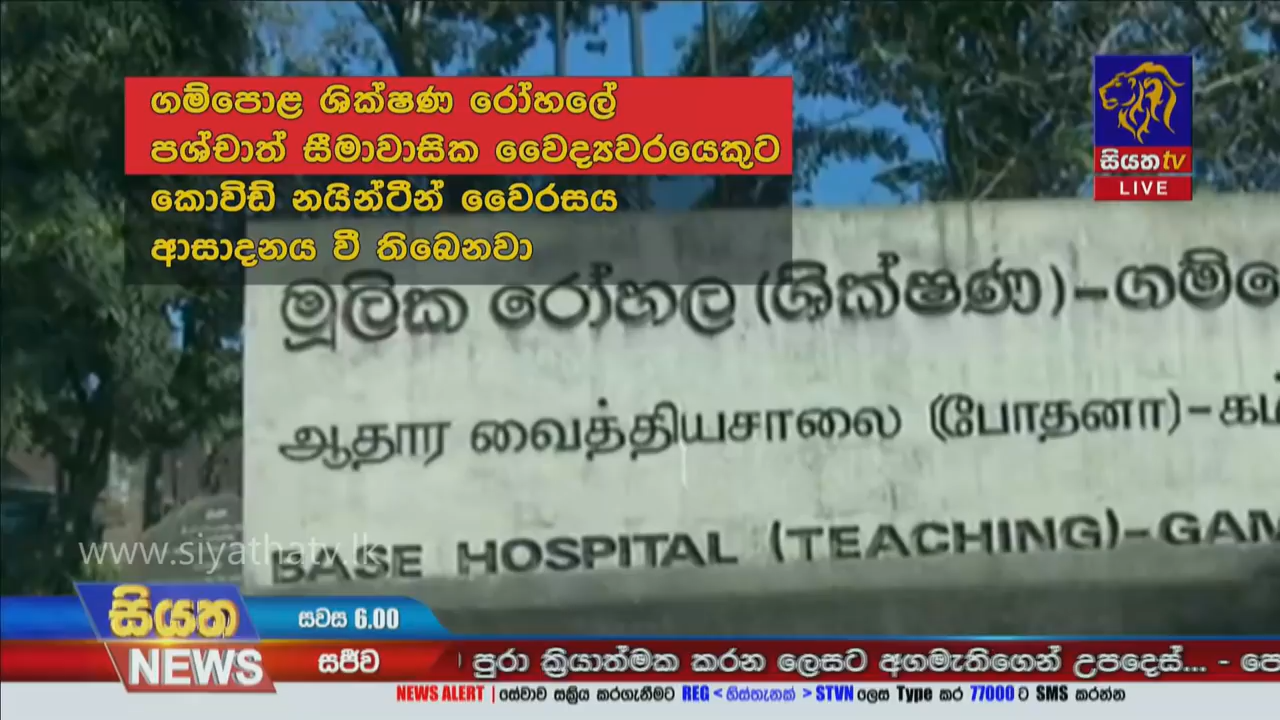 ගම්පොළ ශික්ෂණ රෝහලේ
පශ්චාත් සීමාවාසික වෛද්‍යවරයෙකුට
කොවිඩ් නයින්ටීන් වෛරසය
ආසාදනය වී තිබෙනවා
සියත tv
LIVE
මූලික රෝහල (ශික්ෂණ)-ගම්
ஆதார வைத்தியசாலை (போதனா)-கம்
BASE HOSPITAL (TEACHING)-GAM
www.siyathatv.lk
සියත සවස 6.00
NEWS සජීව පුරා ක්‍රියාත්මක කරන ලෙසට අගමැතිගෙන් උපදෙස්... - පො
NEWS ALERT | සේවාව සක්‍රිය කරගැනීමට REG < හිස්තැනක් > STVN ලෙස Type කර 77000 ට SMS කරන්න